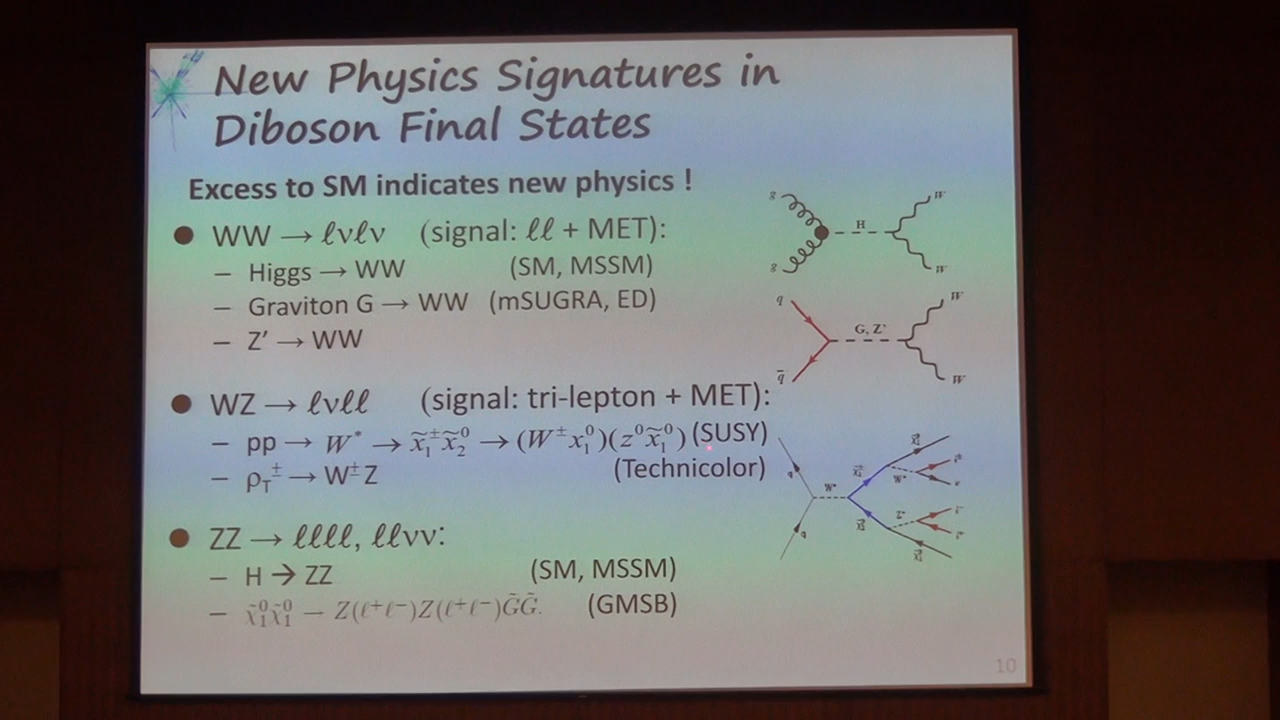 New Physics Signatures in
Diboson Final States
Excess to SM indicates new physics !
● WW → ℓνℓν (signal: ℓℓ + MET):
– Higgs → WW (SM, MSSM)
– Graviton G → WW (mSUGRA, ED)
– Z' → WW
● WZ → ℓνℓℓ (signal: tri-lepton + MET):
– pp → W* → χ̃₁±χ̃₂⁰ → (W±x₁⁰)(z⁰x̃₁⁰) (SUSY)
– ρT± → W±Z (Technicolor)
● ZZ → ℓℓℓℓ, ℓℓνν:
– H → ZZ (SM, MSSM)
– χ̃₁⁰χ̃₁⁰ → Z(ℓ+ℓ−)Z(ℓ+ℓ−)G̃G̃. (GMSB)
g
H
W
g
W
q
G, Z'
W
q̄
W
q
W*
q
W*
Z*
10